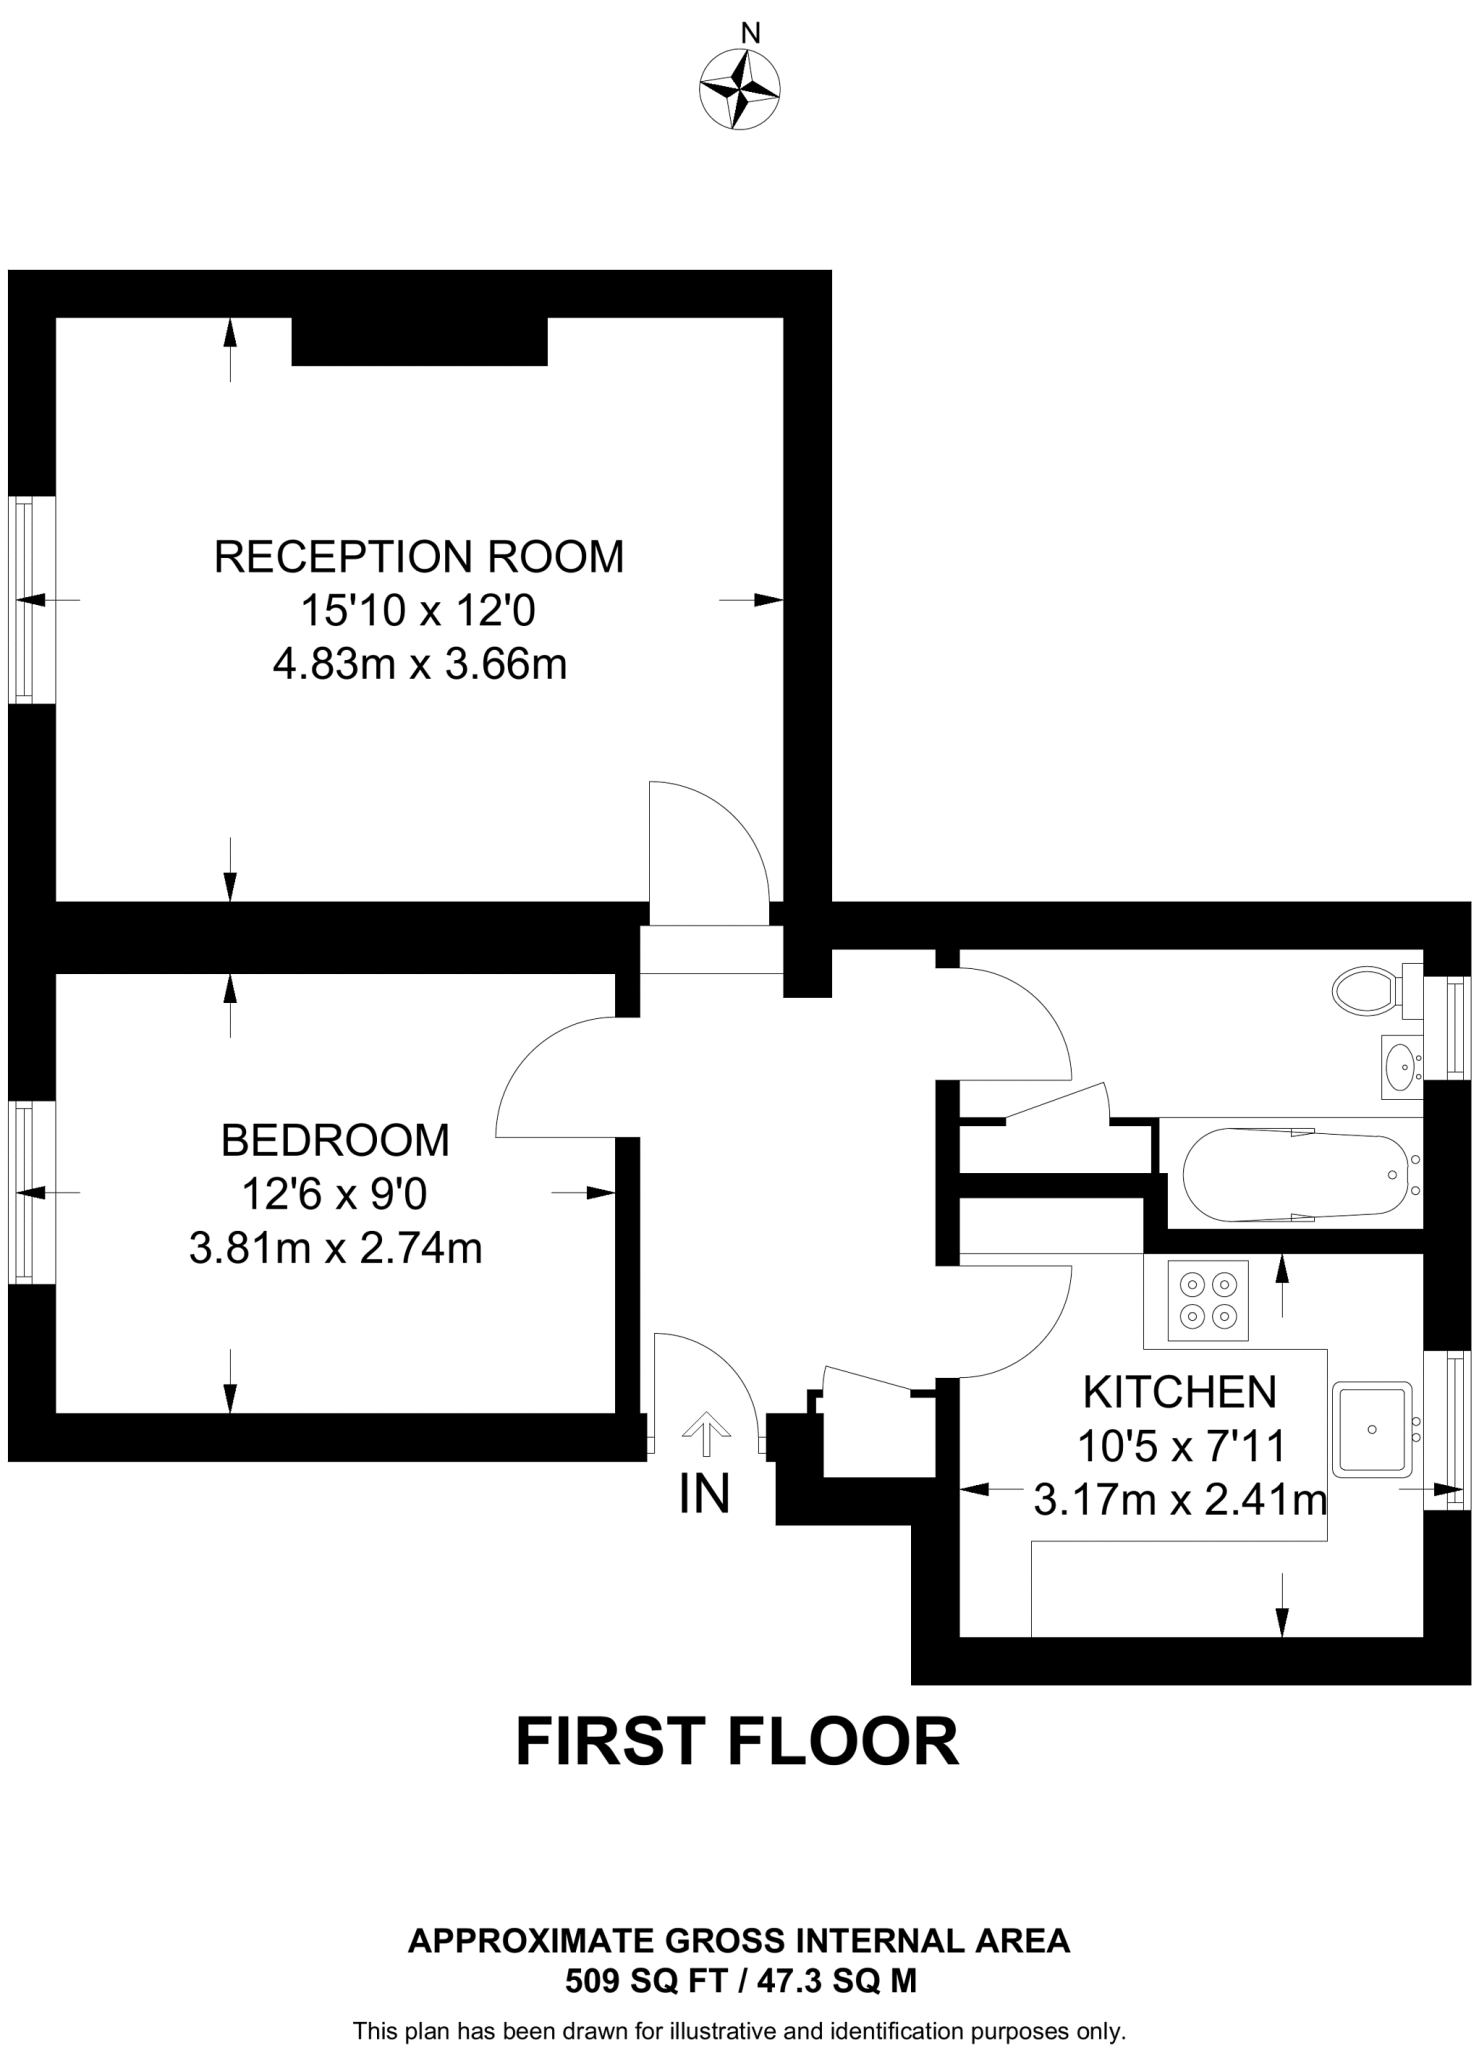 N
RECEPTION ROOM
15'10 x 12'0
4.83m x 3.66m
BEDROOM
12'6 x 9'0
3.81m x 2.74m
KITCHEN
10'5 x 7'11
3.17m x 2.41m
IN
FIRST FLOOR
APPROXIMATE GROSS INTERNAL AREA
509 SQ FT / 47.3 SQ M
This plan has been drawn for illustrative and identification purposes only.